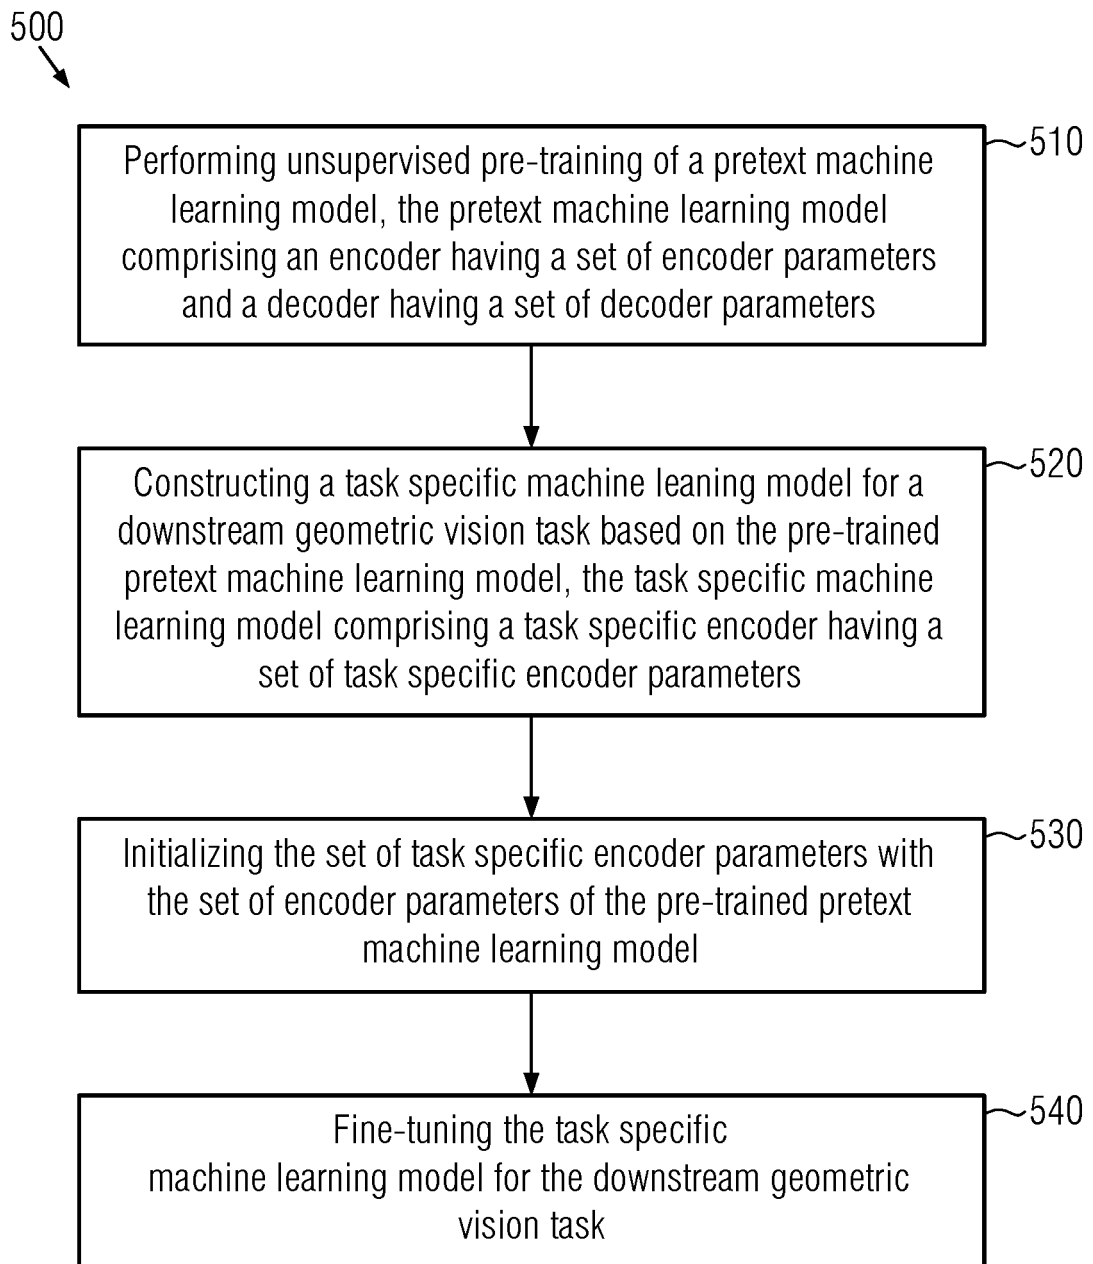 500
510
Performing unsupervised pre-training of a pretext machine
learning model, the pretext machine learning model
comprising an encoder having a set of encoder parameters
and a decoder having a set of decoder parameters
520
Constructing a task specific machine leaning model for a
downstream geometric vision task based on the pre-trained
pretext machine learning model, the task specific machine
learning model comprising a task specific encoder having a
set of task specific encoder parameters
530
Initializing the set of task specific encoder parameters with
the set of encoder parameters of the pre-trained pretext
machine learning model
540
Fine-tuning the task specific
machine learning model for the downstream geometric
vision task